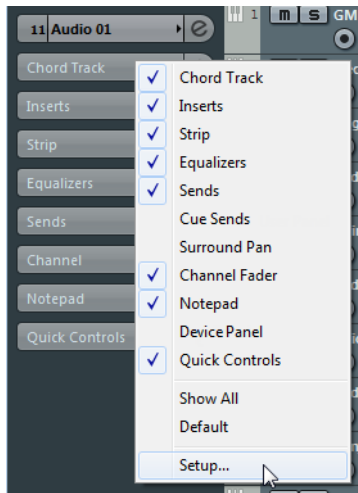 11 Audio 01
1 m S GM
Chord Track
Inserts
Strip
Equalizers
Sends
Channel
Notepad
Quick Controls
Chord Track
Inserts
Strip
Equalizers
Sends
Cue Sends
Surround Pan
Channel Fader
Notepad
Device Panel
Quick Controls
Show All
Default
Setup...